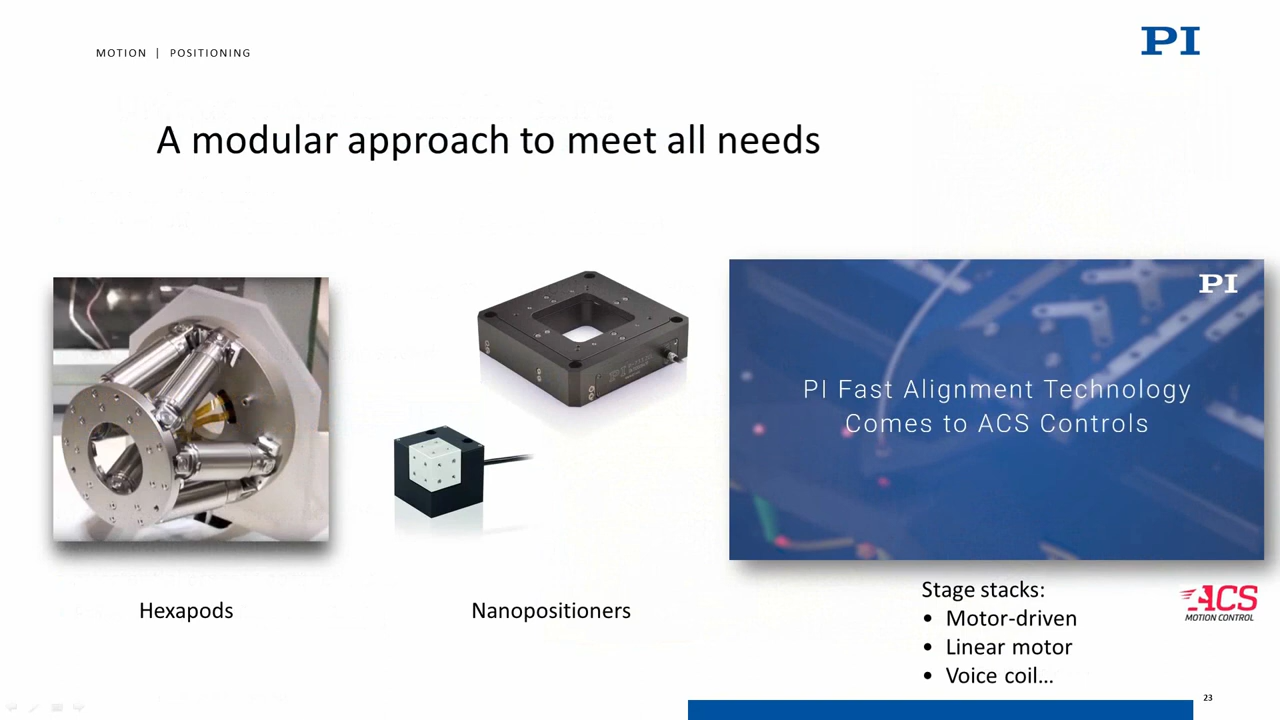 MOTION | POSITIONING
PI
A modular approach to meet all needs
PI
PI Fast Alignment Technology
Comes to ACS Controls
Hexapods
Nanopositioners
Stage stacks:
• Motor-driven
• Linear motor
• Voice coil…
ACS
MOTION CONTROL
23